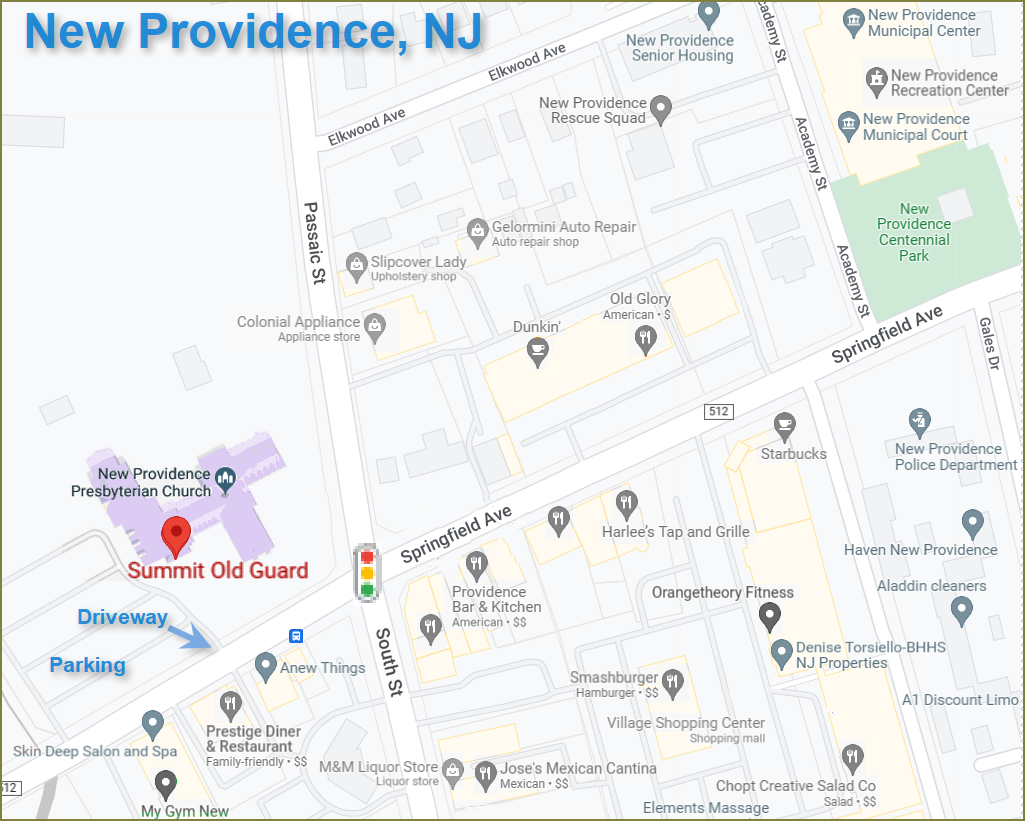 New Providence, NJ
New Providence
Municipal Center
New Providence
Senior Housing
Academy St
Elkwood Ave
New Providence
Recreation Center
New Providence
Rescue Squad
Elkwood Ave
New Providence
Municipal Court
Academy St
Passaic St
New
Providence
Centennial
Park
Gelormini Auto Repair
Auto repair shop
Slipcover Lady
Upholstery shop
Academy St
Old Glory
American • $
Colonial Appliance
Appliance store
Dunkin'
Springfield Ave
Gales Dr
512
Starbucks
New Providence
Police Department
New Providence
Presbyterian Church
Springfield Ave
Harlee's Tap and Grille
Haven New Providence
Summit Old Guard
Aladdin cleaners
Providence
Bar & Kitchen
American • $$
Orangetheory Fitness
Driveway
Parking
South St
Anew Things
Denise Torsiello-BHHS
NJ Properties
Smashburger
Hamburger • $$
A1 Discount Limo
Village Shopping Center
Shopping mall
Prestige Diner
& Restaurant
Family-friendly • $$
Skin Deep Salon and Spa
M&M Liquor Store
Liquor store
Jose's Mexican Cantina
Mexican • $$
Chopt Creative Salad Co
Salad • $$
512
My Gym New
Elements Massage